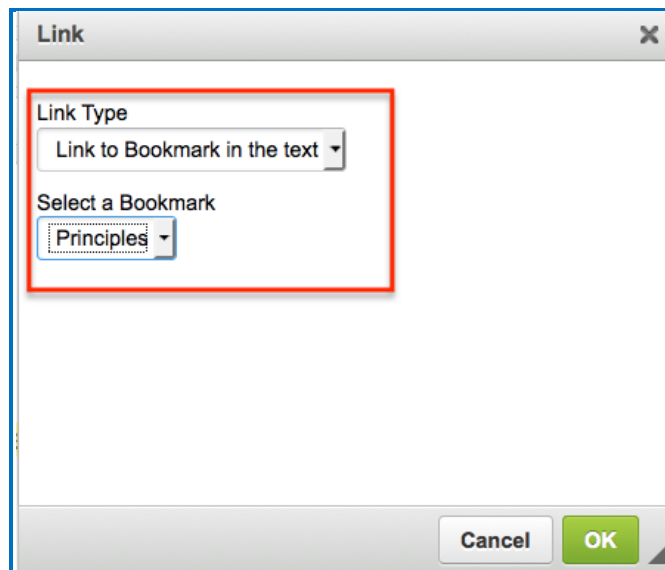 Link
Link Type
Link to Bookmark in the text
Select a Bookmark
Principles
Cancel OK